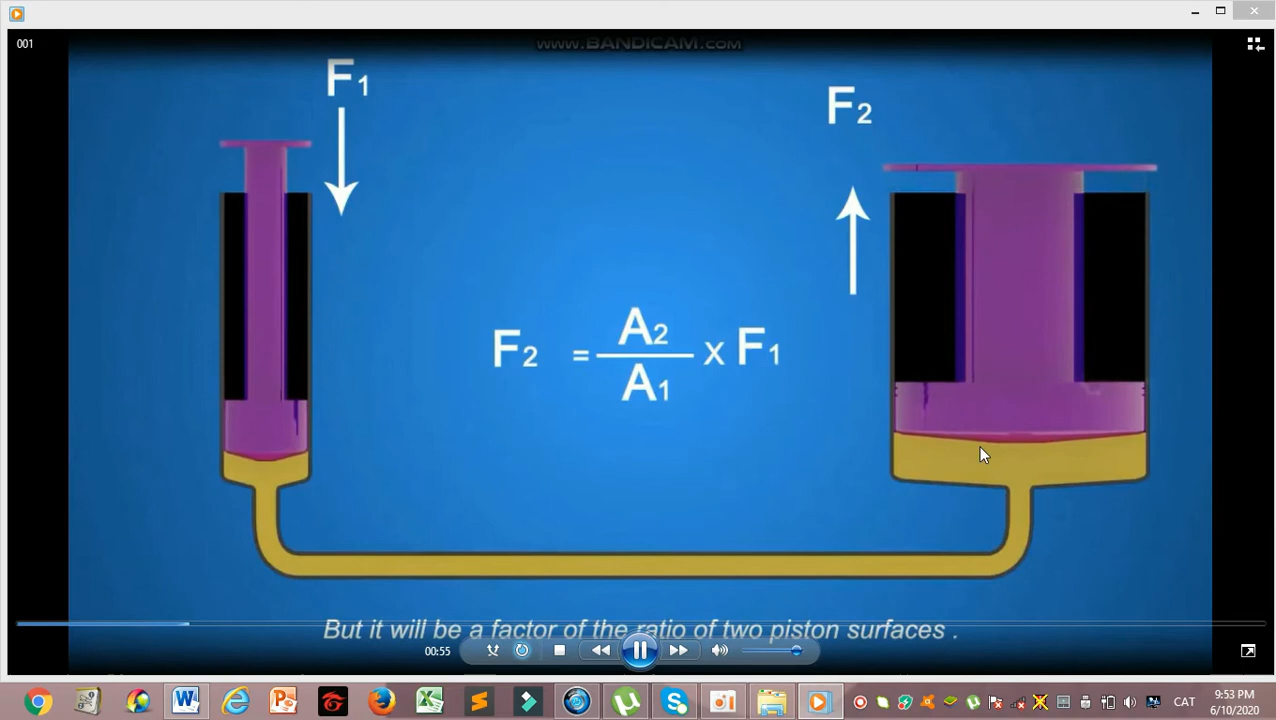 001
www.BANDICAM.com
F1
F2
F2 = A2 / A1 x F1
But it will be a factor of the ratio of two piston surfaces .
00:55
CAT
9:53 PM
6/10/2020